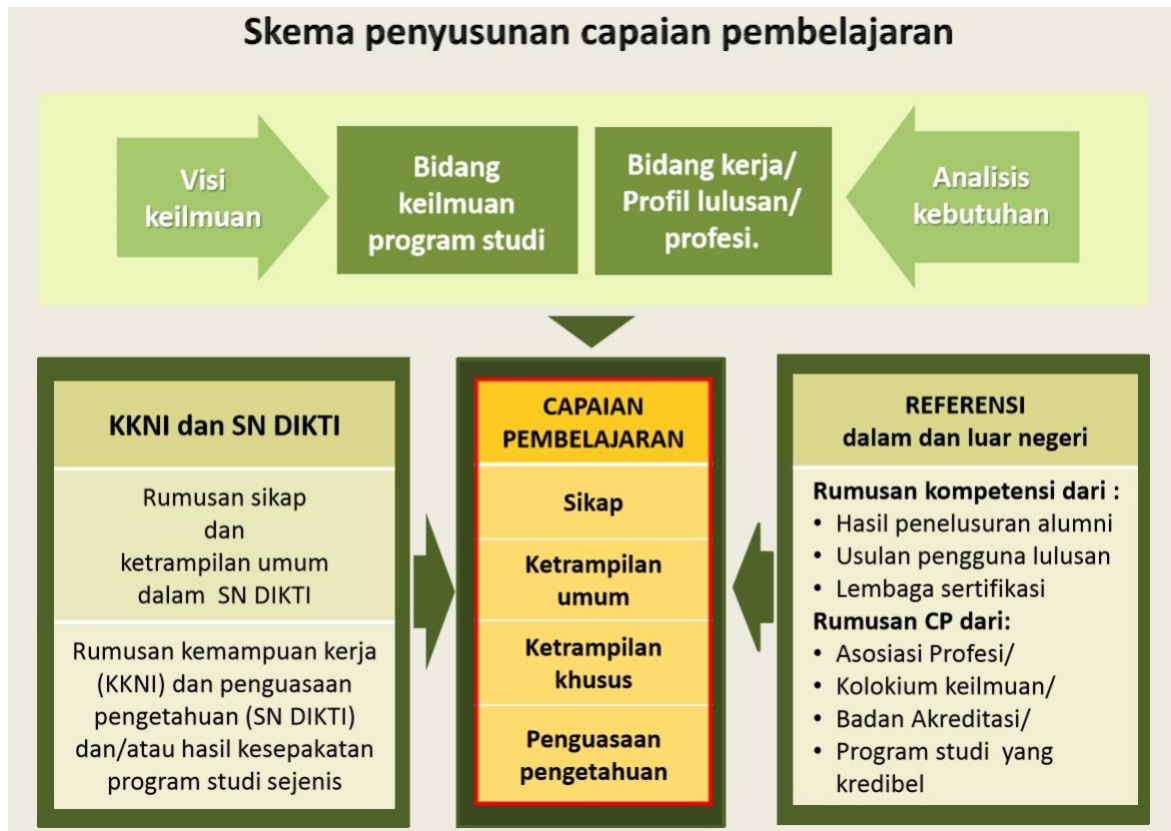 Skema penyusunan capaian pembelajaran
Visi
keilmuan
Bidang
keilmuan
program studi
Bidang kerja/
Profil lulusan/
profesi.
Analisis
kebutuhan
KKNI dan SN DIKTI
Rumusan sikap
dan
ketrampilan umum
dalam SN DIKTI
Rumusan kemampuan kerja
(KKNI) dan penguasaan
pengetahuan (SN DIKTI)
dan/atau hasil kesepakatan
program studi sejenis
CAPAIAN
PEMBELAJARAN
Sikap
Ketrampilan
umum
Ketrampilan
khusus
Penguasaan
pengetahuan
REFERENSI
dalam dan luar negeri
Rumusan kompetensi dari :
• Hasil penelusuran alumni
• Usulan pengguna lulusan
• Lembaga sertifikasi
Rumusan CP dari:
• Asosiasi Profesi/
• Kolokium keilmuan/
• Badan Akreditasi/
• Program studi yang
kredibel